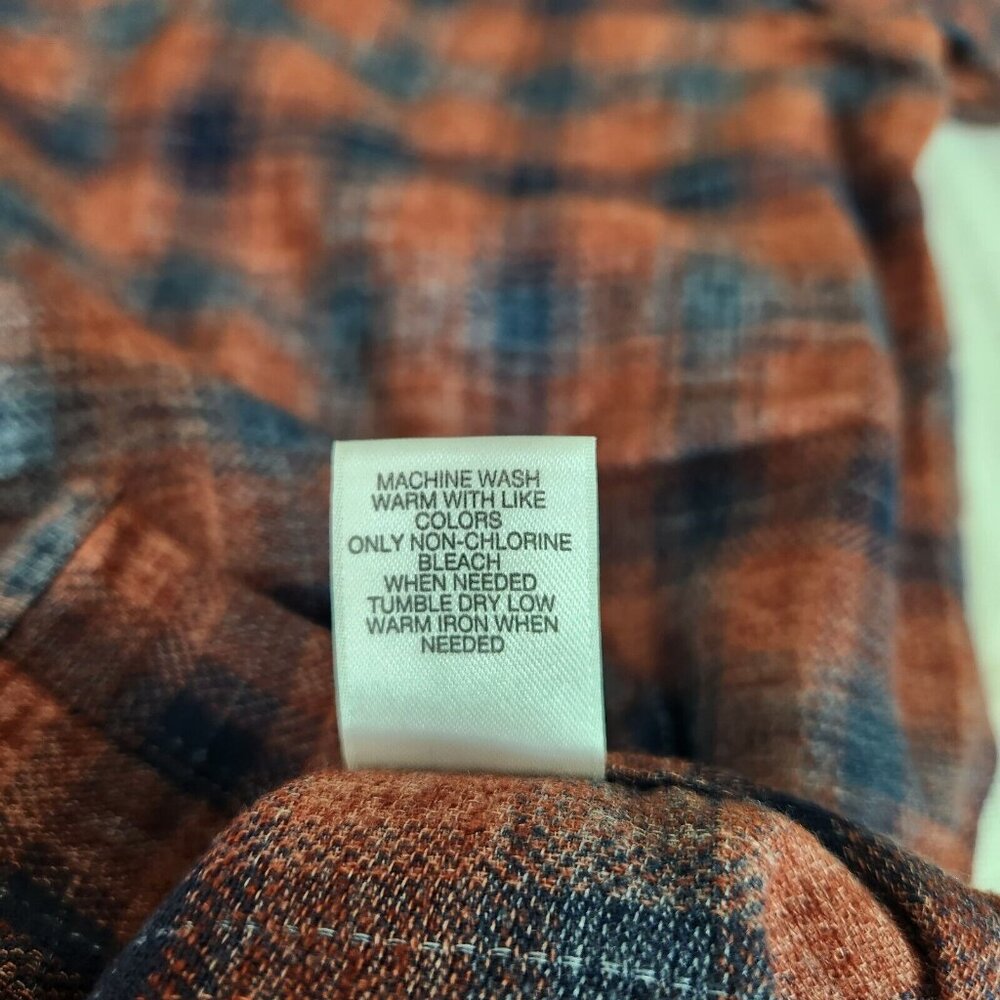 MACHINE WASH
WARM WITH LIKE
COLORS
ONLY NON-CHLORINE
BLEACH
WHEN NEEDED
TUMBLE DRY LOW
WARM IRON WHEN
NEEDED